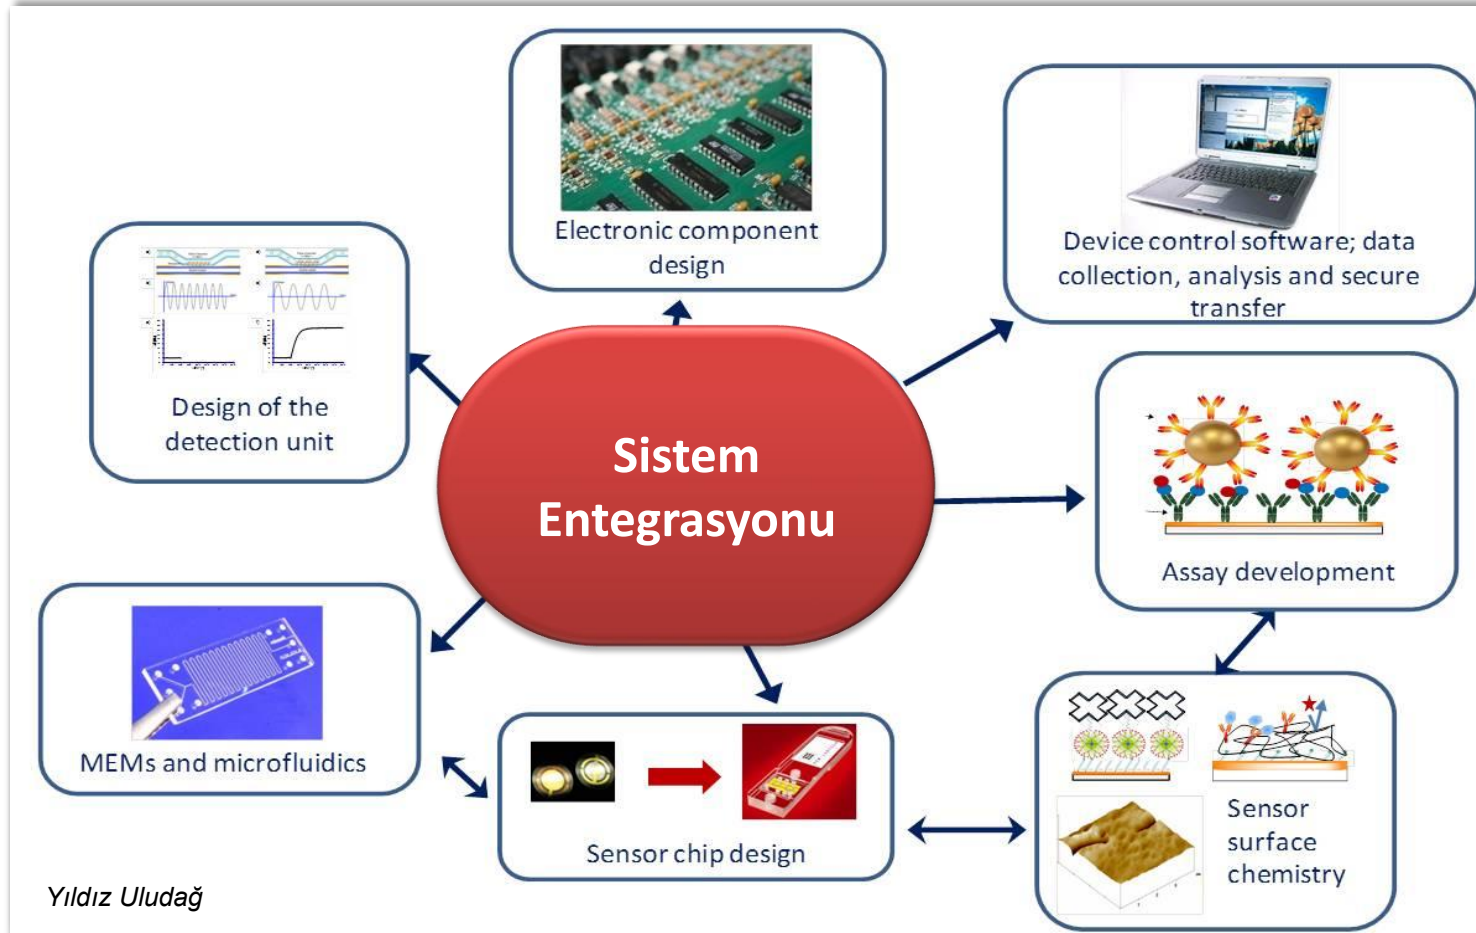 Electronic component
design
Device control software; data
collection, analysis and secure
transfer
Design of the
detection unit
Sistem
Entegrasyonu
Assay development
MEMs and microfluidics
Sensor chip design
Sensor
surface
chemistry
Yıldız Uludağ